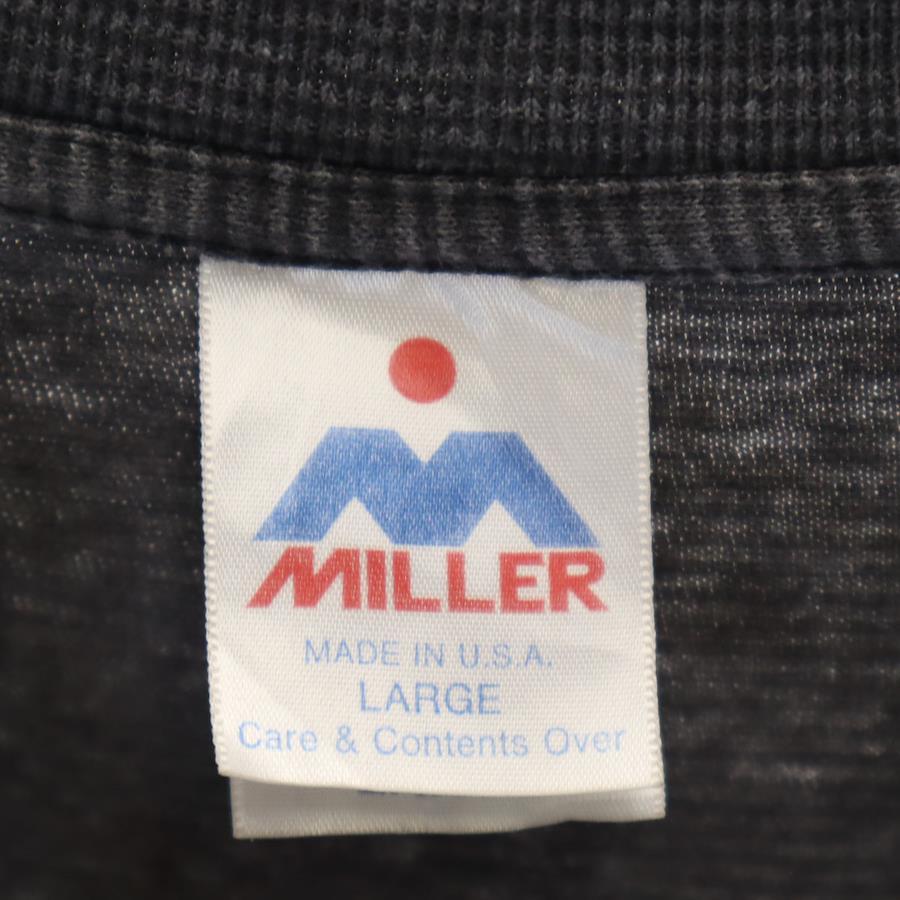 MILLER
MADE IN U.S.A.
LARGE
Care & Contents Over